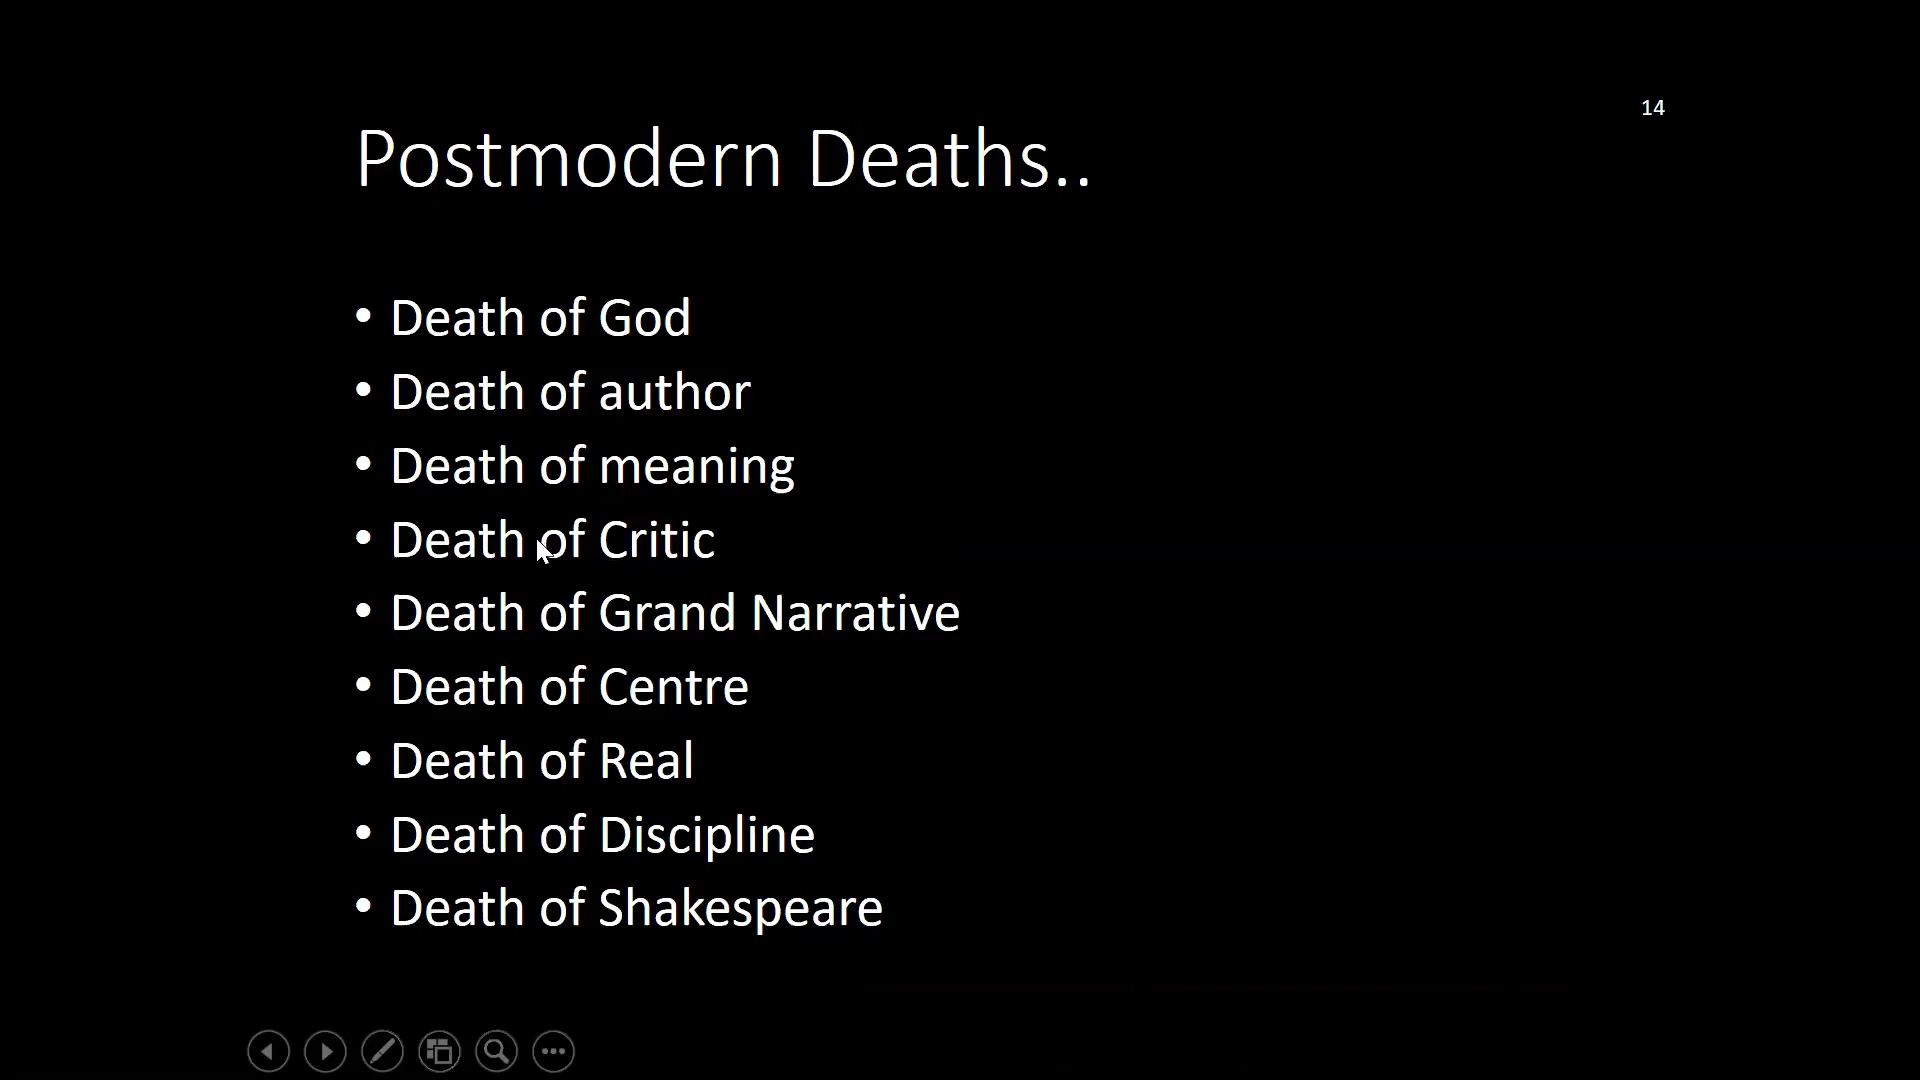 14
Postmodern Deaths..
• Death of God
• Death of author
• Death of meaning
• Death of Critic
• Death of Grand Narrative
• Death of Centre
• Death of Real
• Death of Discipline
• Death of Shakespeare